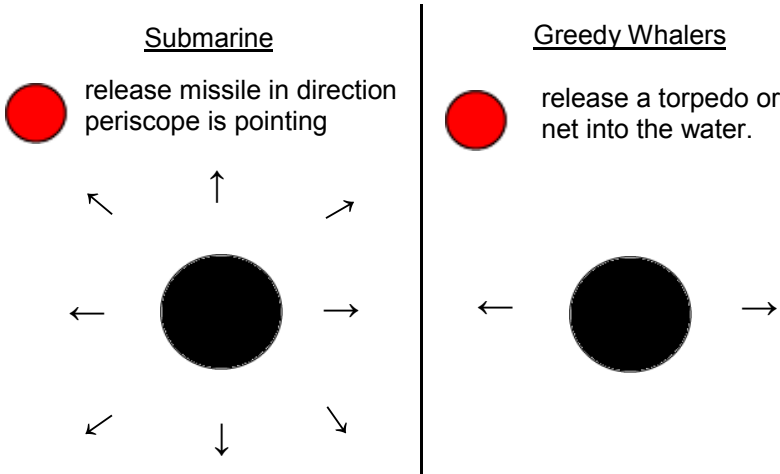 Submarine
release missile in direction
periscope is pointing
Greedy Whalers
release a torpedo or
net into the water.